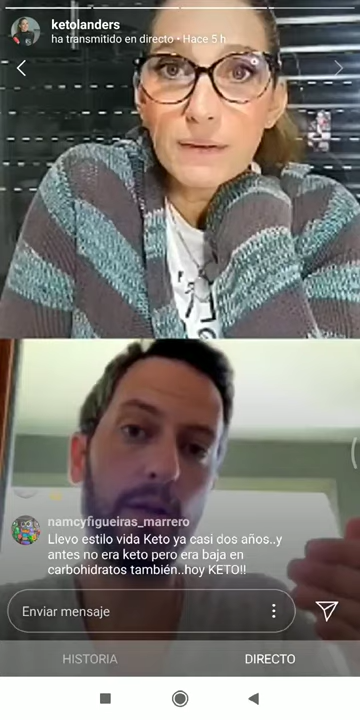 ketolanders
ha transmitido en directo • Hace 5 h
namcyfigueiras_marrero
Llevo estilo vida Keto ya casi dos años..y
antes no era keto pero era baja en
carbohidratos también..hoy KETO!!
Enviar mensaje
HISTORIA
DIRECTO